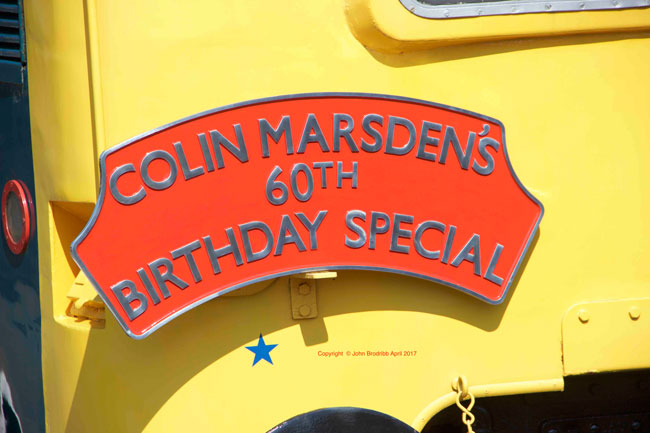 COLIN MARSDEN'S
60TH
BIRTHDAY SPECIAL
Copyright © John Brodribb April 2017